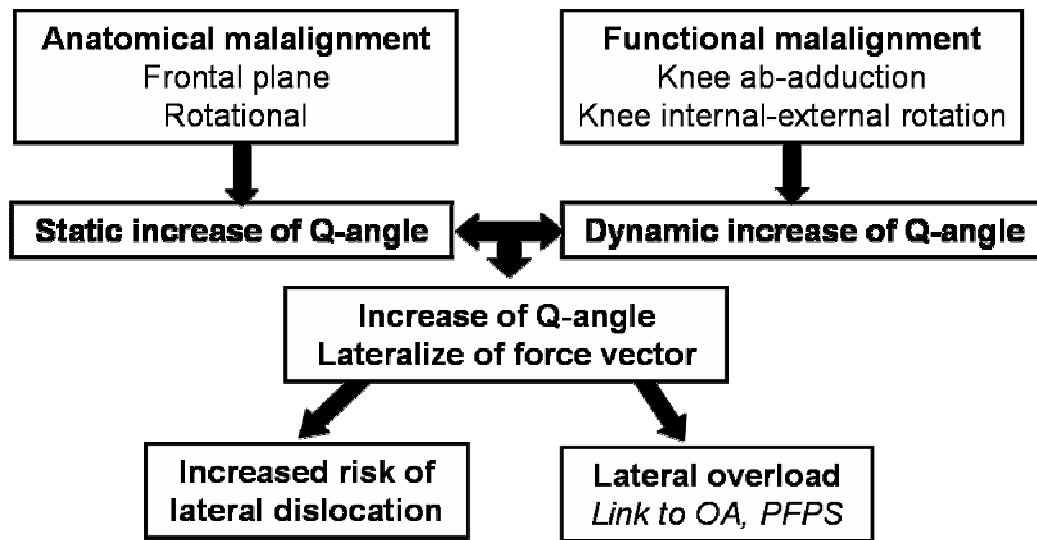 Anatomical malalignment
Frontal plane
Rotational
Functional malalignment
Knee ab-adduction
Knee internal-external rotation
Static increase of Q-angle
Dynamic increase of Q-angle
Increase of Q-angle
Lateralize of force vector
Increased risk of
lateral dislocation
Lateral overload
Link to OA, PFPS